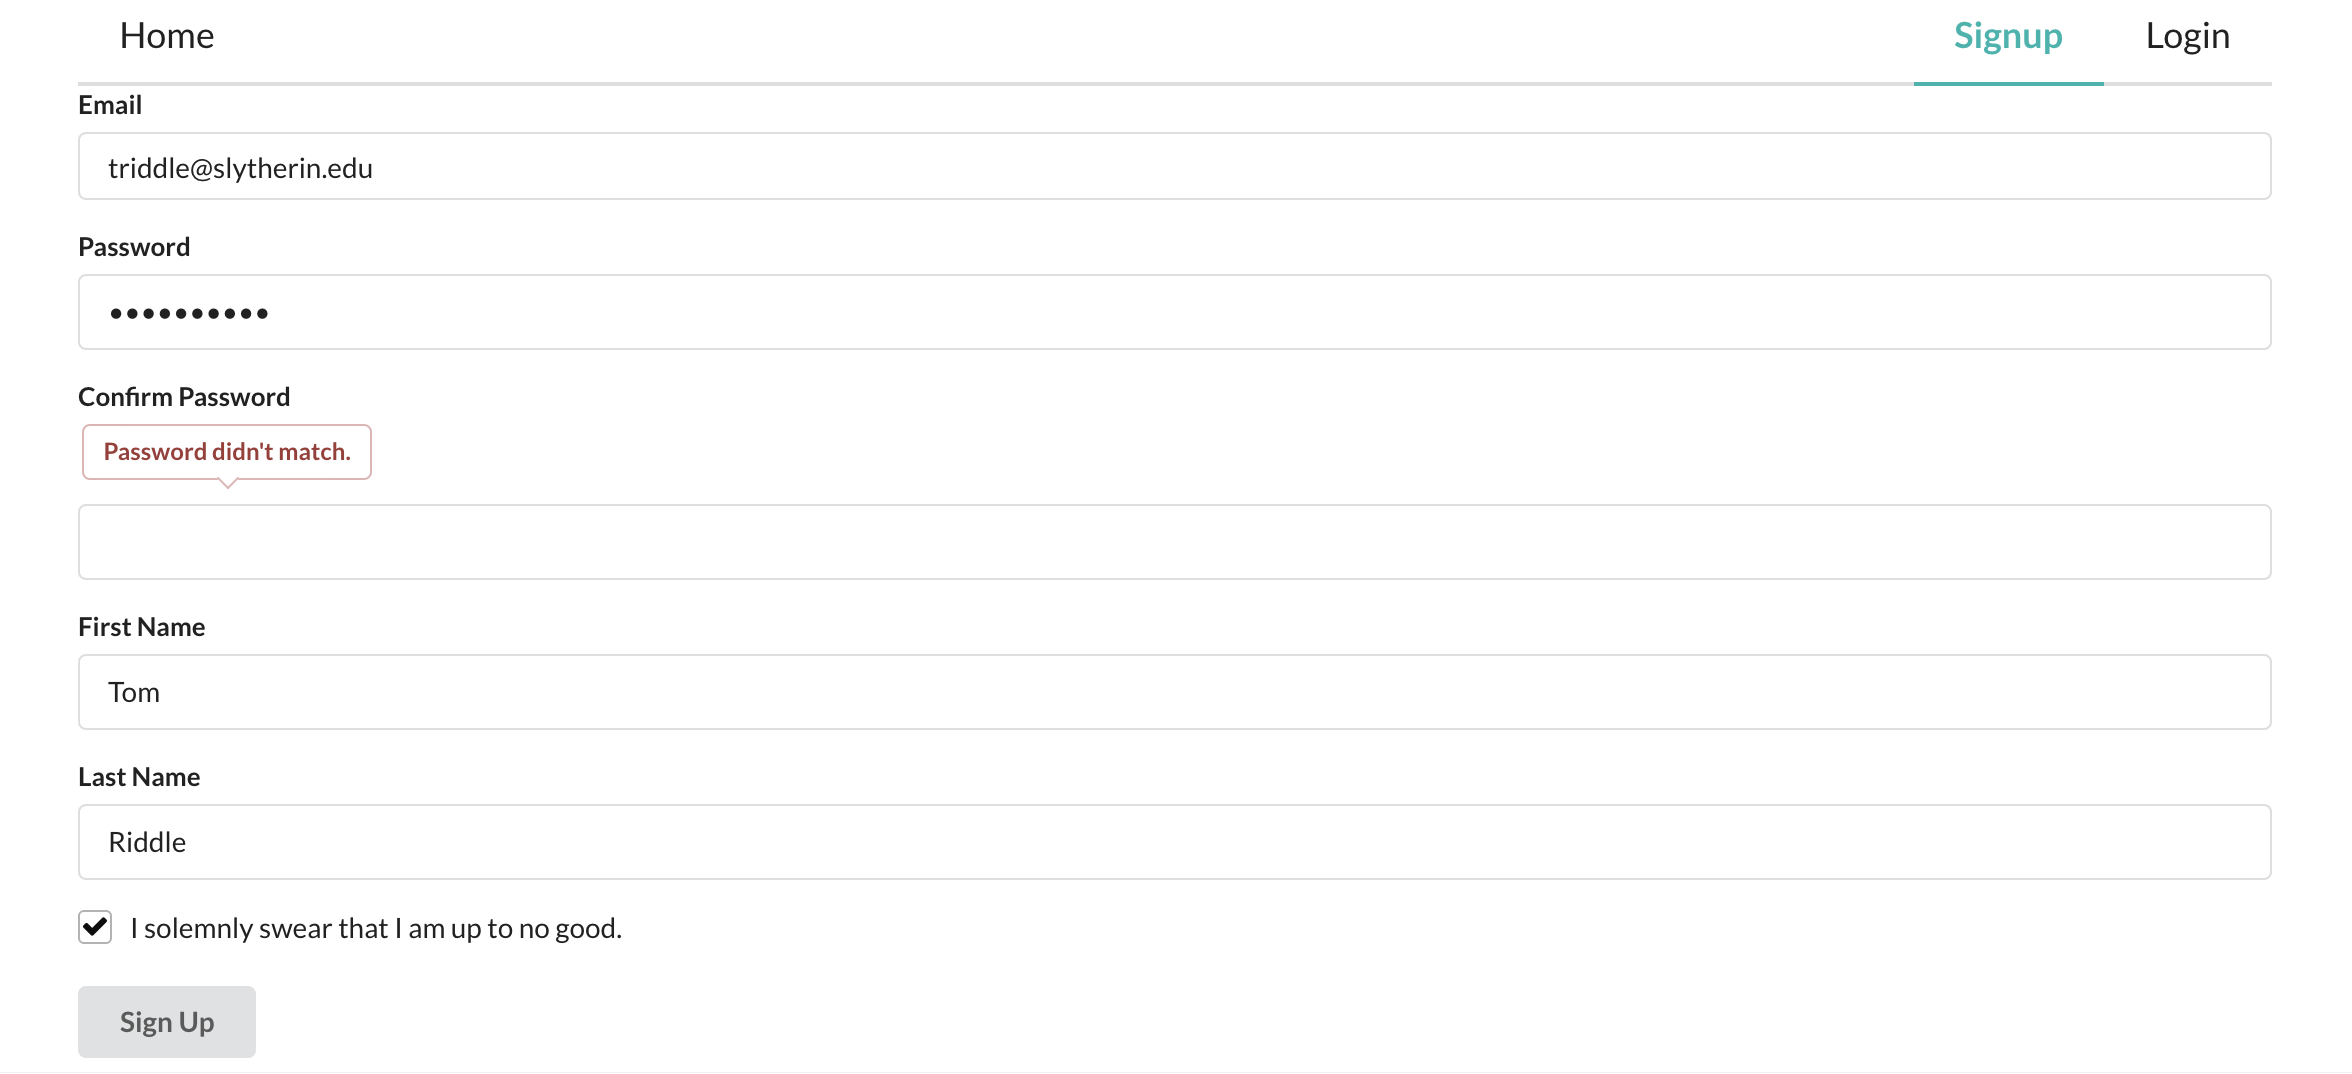 Home Signup Login
Email
triddle@slytherin.edu
Password
••••••••••
Confirm Password
Password didn't match.
First Name
Tom
Last Name
Riddle
I solemnly swear that I am up to no good.
Sign Up